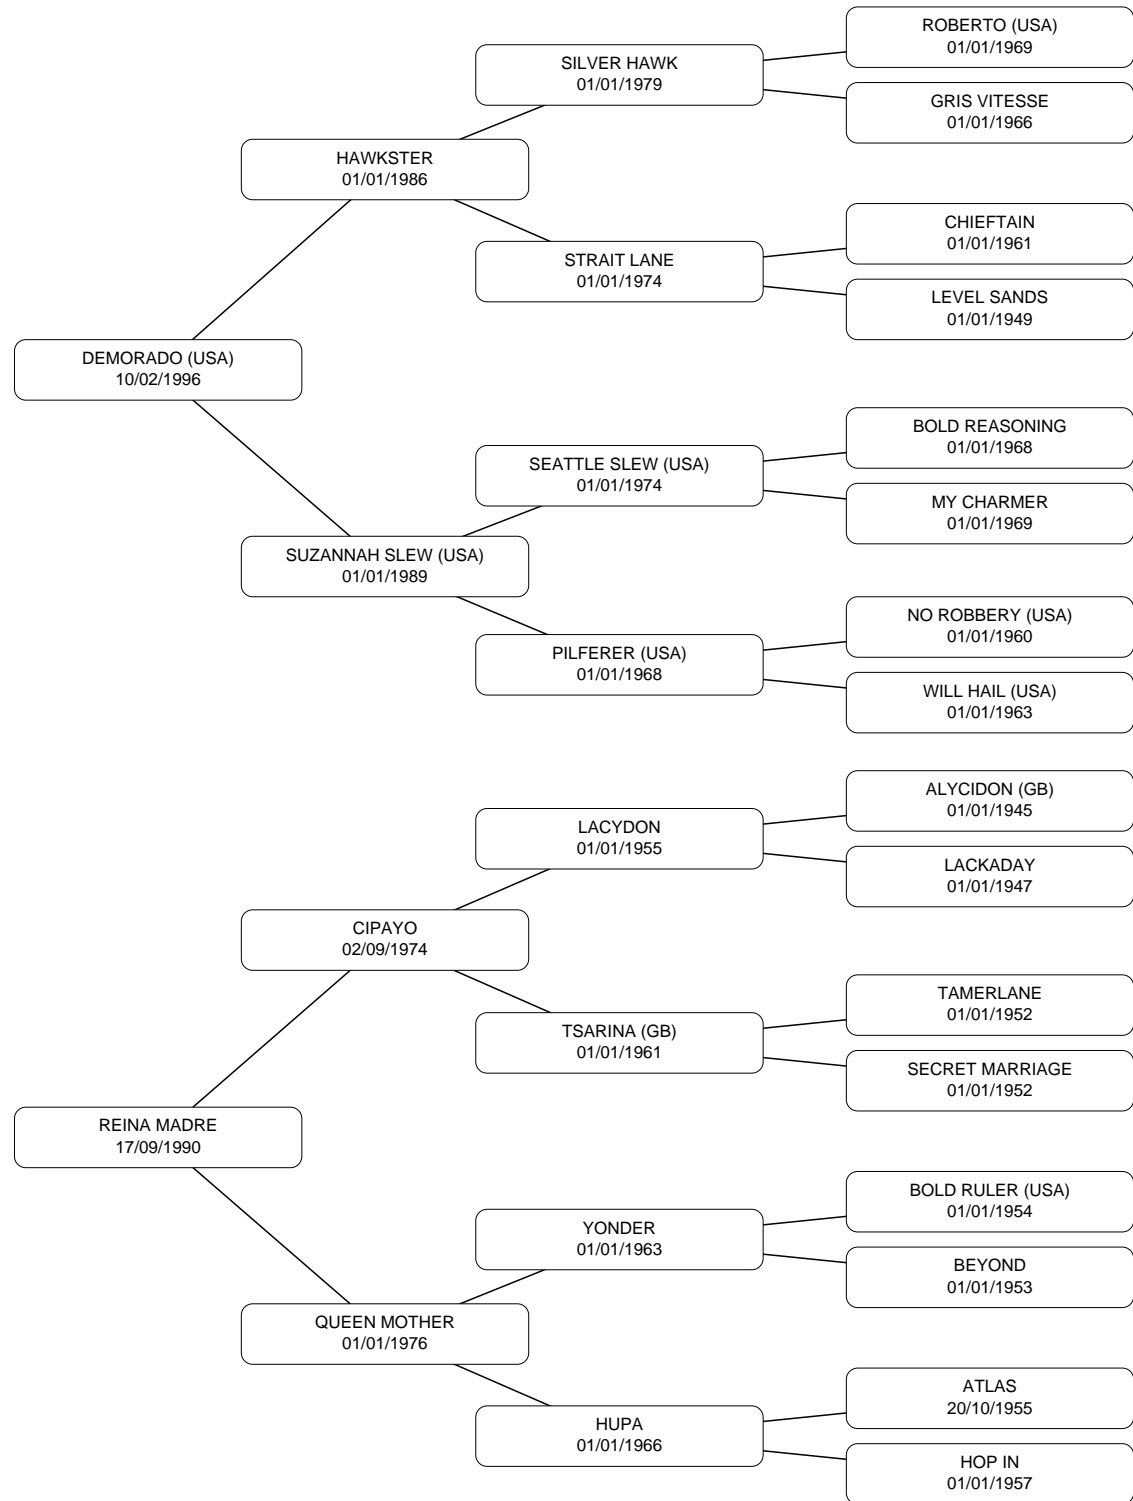 ROBERTO (USA)
01/01/1969
SILVER HAWK
01/01/1979
GRIS VITESSE
01/01/1966
HAWKSTER
01/01/1986
CHIEFTAIN
01/01/1961
STRAIT LANE
01/01/1974
LEVEL SANDS
01/01/1949
DEMORADO (USA)
10/02/1996
BOLD REASONING
01/01/1968
SEATTLE SLEW (USA)
01/01/1974
MY CHARMER
01/01/1969
SUZANNAH SLEW (USA)
01/01/1989
NO ROBBERY (USA)
01/01/1960
PILFERER (USA)
01/01/1968
WILL HAIL (USA)
01/01/1963
ALYCIDON (GB)
01/01/1945
LACYDON
01/01/1955
LACKADAY
01/01/1947
CIPAYO
02/09/1974
TAMERLANE
01/01/1952
TSARINA (GB)
01/01/1961
SECRET MARRIAGE
01/01/1952
REINA MADRE
17/09/1990
BOLD RULER (USA)
01/01/1954
YONDER
01/01/1963
BEYOND
01/01/1953
QUEEN MOTHER
01/01/1976
ATLAS
20/10/1955
HUPA
01/01/1966
HOP IN
01/01/1957